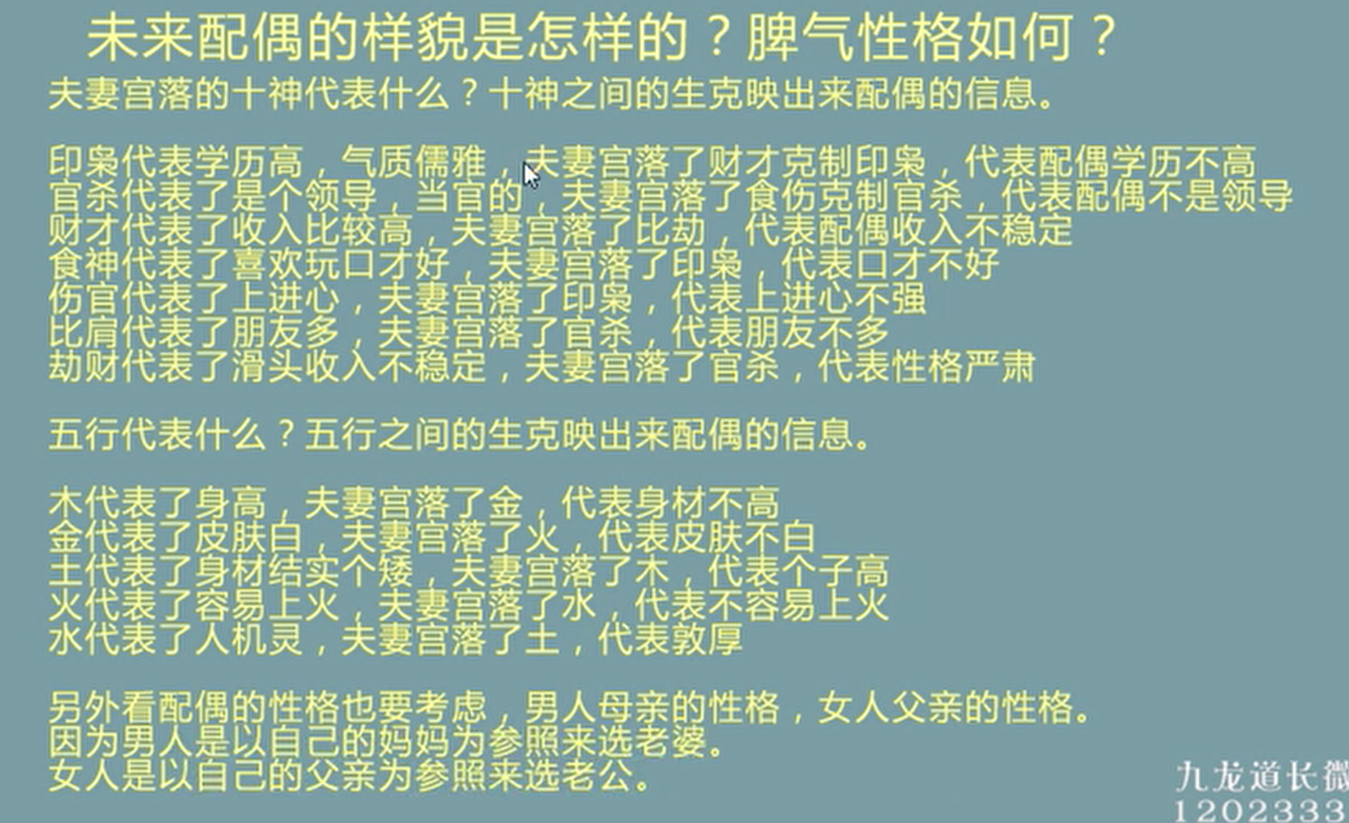 未来配偶的样貌是怎样的？脾气性格如何？
夫妻宫落的十神代表什么？十神之间的生克映出来配偶的信息。
印枭代表学历高，气质儒雅，夫妻宫落了财才克制印枭，代表配偶学历不高
官杀代表了是个领导，当官的，夫妻宫落了食伤克制官杀，代表配偶不是领导
财才代表了收入比较高，夫妻宫落了比劫，代表配偶收入不稳定
食神代表了喜欢玩口才好，夫妻宫落了印枭，代表口才不好
伤官代表了上进心，夫妻宫落了印枭，代表上进心不强
比肩代表了朋友多，夫妻宫落了官杀，代表朋友不多
劫财代表了滑头收入不稳定，夫妻宫落了官杀，代表性格严肃
五行代表什么？五行之间的生克映出来配偶的信息。
木代表了身高，夫妻宫落了金，代表身材不高
金代表了皮肤白，夫妻宫落了火，代表皮肤不白
土代表了身材结实个矮，夫妻宫落了木，代表个子高
火代表了容易上火，夫妻宫落了水，代表不容易上火
水代表了人机灵，夫妻宫落了土，代表敦厚
另外看配偶的性格也要考虑，男人母亲的性格，女人父亲的性格。
因为男人是以自己的妈妈为参照来选老婆。
女人是以自己的父亲为参照来选老公。
九龙道长微
1202333